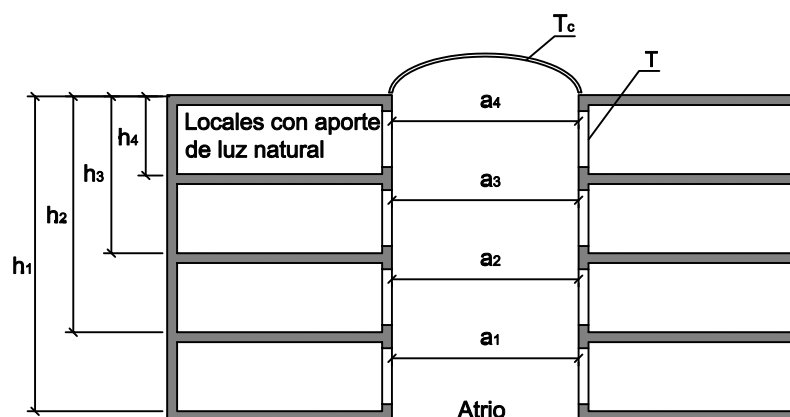 Tc
T
a4
Locales con aporte
de luz natural
h4
a3
h3
h2
a2
h1
a1
Atrio